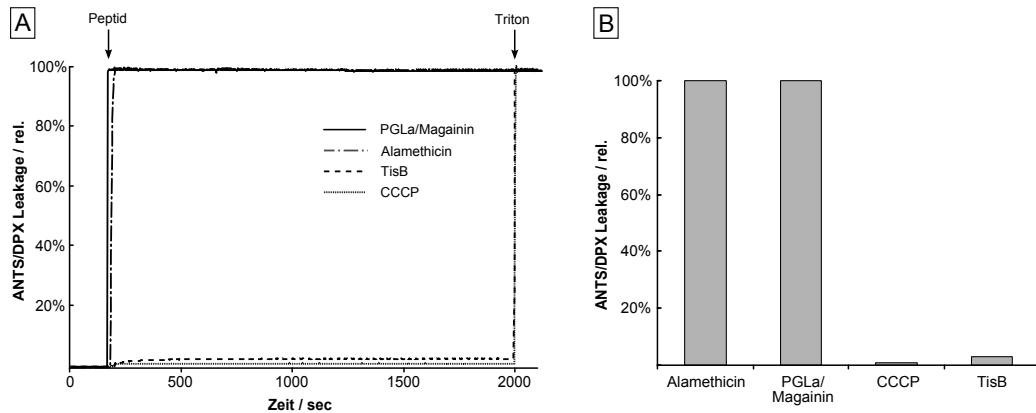 A
Peptid
Triton
ANTS/DPX Leakage / rel.
100%
80%
60%
40%
20%
PGLa/Magainin
Alamethicin
TisB
CCCP
0
500
1000
1500
2000
Zeit / sec
B
ANTS/DPX Leakage / rel.
100%
80%
60%
40%
20%
Alamethicin
PGLa/
Magainin
CCCP
TisB